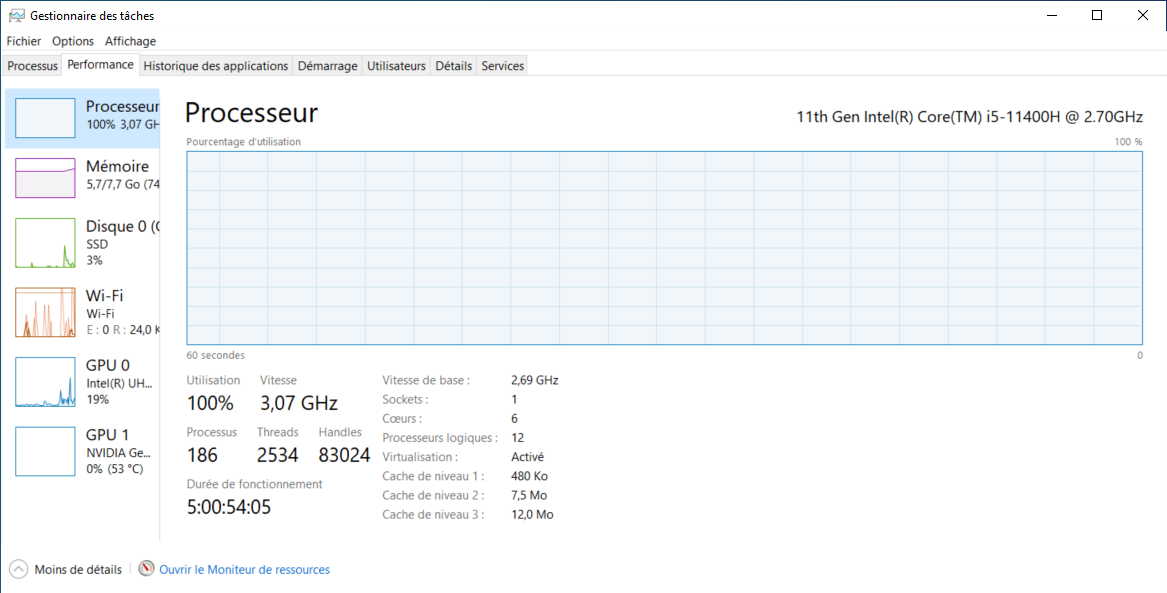 Gestionnaire des tâches
Fichier Options Affichage
Processus Performance Historique des applications Démarrage Utilisateurs Détails Services
Processeur
100% 3,07 GH
Mémoire
5,7/7,7 Go (74
Disque 0 (C
SSD
3%
Wi-Fi
Wi-Fi
E : 0 R : 24,0 K
GPU 0
Intel(R) UH...
19%
GPU 1
NVIDIA Ge...
0% (53 °C)
Processeur
11th Gen Intel(R) Core(TM) i5-11400H @ 2.70GHz
Pourcentage d'utilisation 100 %
60 secondes 0
Utilisation Vitesse
100% 3,07 GHz
Processus Threads Handles
186 2534 83024
Durée de fonctionnement
5:00:54:05
Vitesse de base : 2,69 GHz
Sockets : 1
Cœurs : 6
Processeurs logiques : 12
Virtualisation : Activé
Cache de niveau 1 : 480 Ko
Cache de niveau 2 : 7,5 Mo
Cache de niveau 3 : 12,0 Mo
Moins de détails Ouvrir le Moniteur de ressources